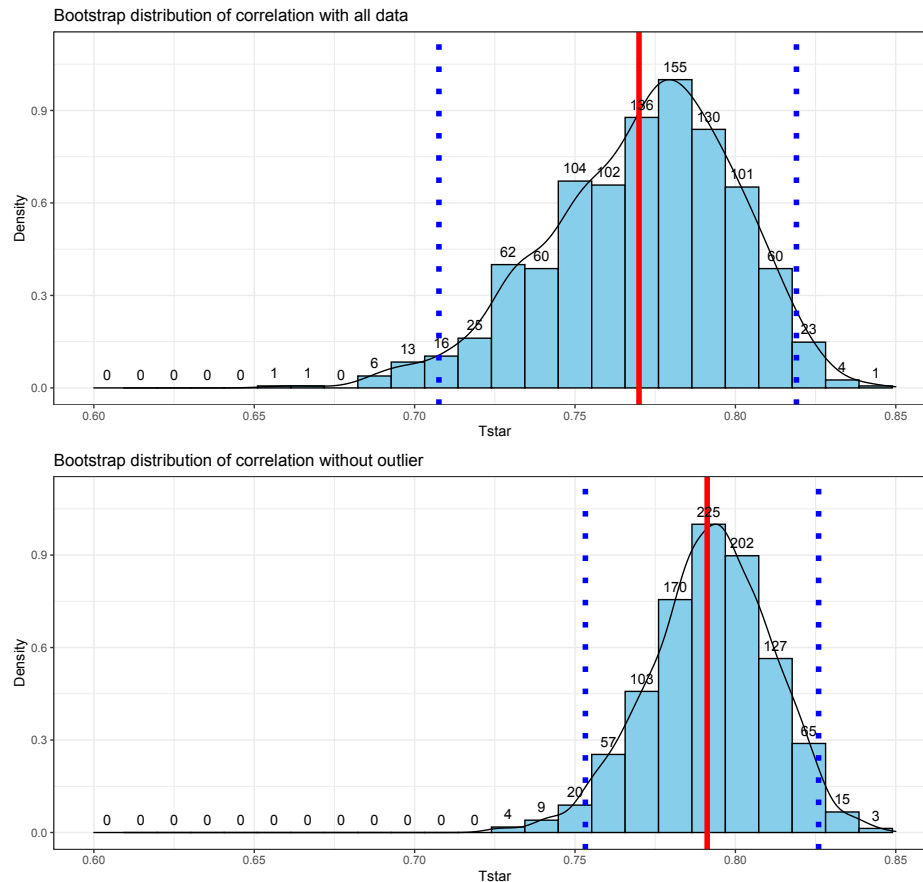 Bootstrap distribution of correlation with all data
Density
0.9
0.6
0.3
0.0
0 0 0 0 0 1 1 0 6 13 16 25 62 60 104 102 136 155 130 101 60 23 4 1
0.60 0.65 0.70 0.75 0.80 0.85
Tstar
Bootstrap distribution of correlation without outlier
Density
0.9
0.6
0.3
0.0
0 0 0 0 0 0 0 0 0 0 0 0 4 9 20 57 103 170 225 202 127 65 15 3
0.60 0.65 0.70 0.75 0.80 0.85
Tstar